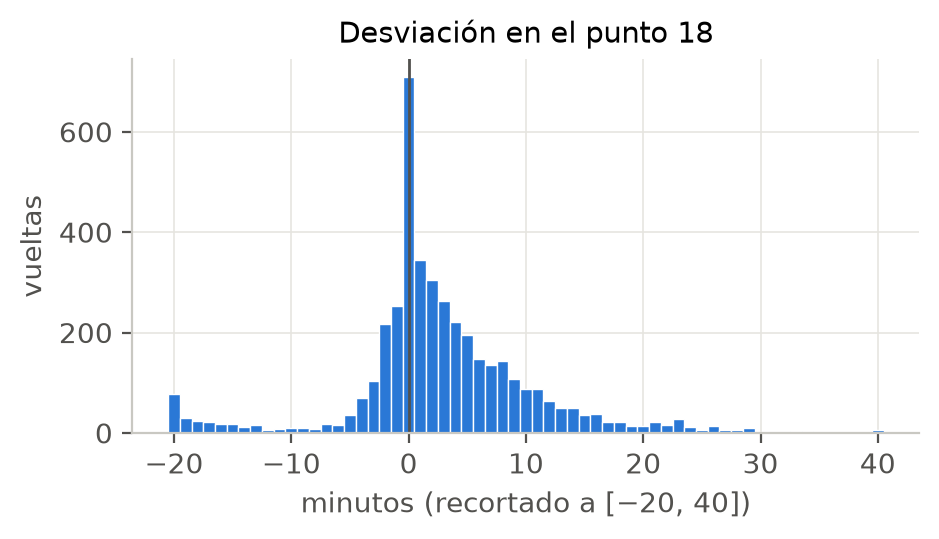 Desviación en el punto 18
vueltas
600
400
200
0
−20 −10 0 10 20 30 40
minutos (recortado a [−20, 40])